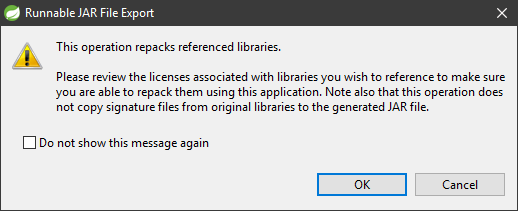 Runnable JAR File Export
This operation repacks referenced libraries.
Please review the licenses associated with libraries you wish to reference to make sure
you are able to repack them using this application. Note also that this operation does
not copy signature files from original libraries to the generated JAR file.
Do not show this message again
OK
Cancel